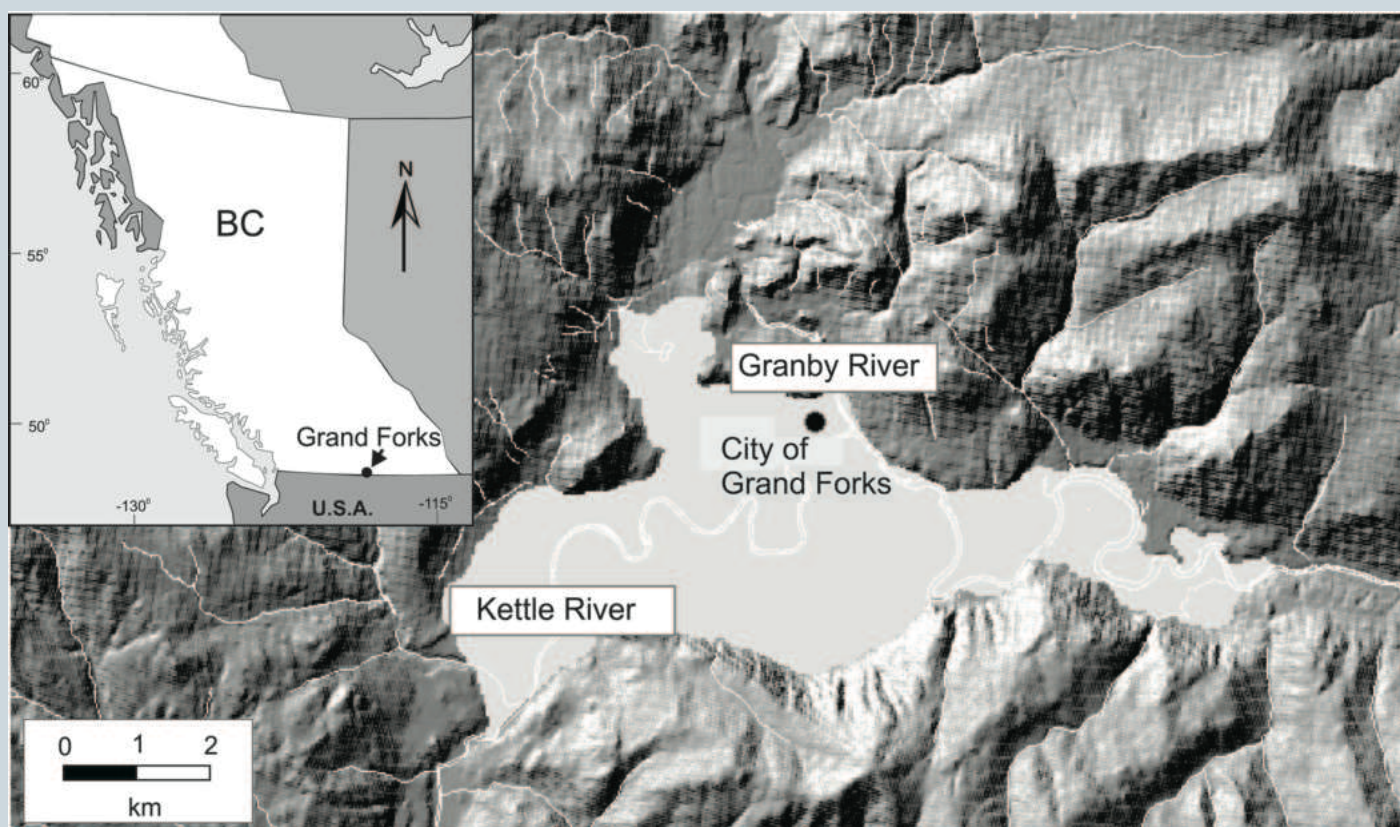 60°
N
BC
55
50°
Grand Forks
U.S.A.
-130°
-115°
Granby River
City of
Grand Forks
Kettle River
0 1 2
km